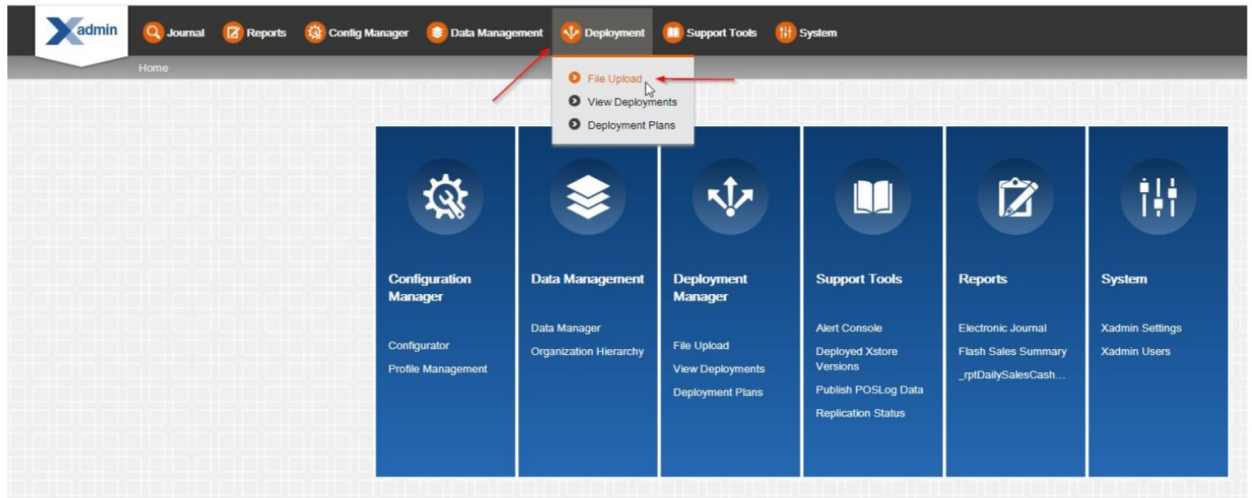 Xadmin
Journal
Reports
Config Manager
Data Management
Deployment
Support Tools
System
Home
File Upload
View Deployments
Deployment Plans
Configuration
Manager
Configurator
Profile Management
Data Management
Data Manager
Organization Hierarchy
Deployment
Manager
File Upload
View Deployments
Deployment Plans
Support Tools
Alert Console
Deployed Xstore
Versions
Publish POSLog Data
Replication Status
Reports
Electronic Journal
Flash Sales Summary
_rptDailySalesCash...
System
Xadmin Settings
Xadmin Users